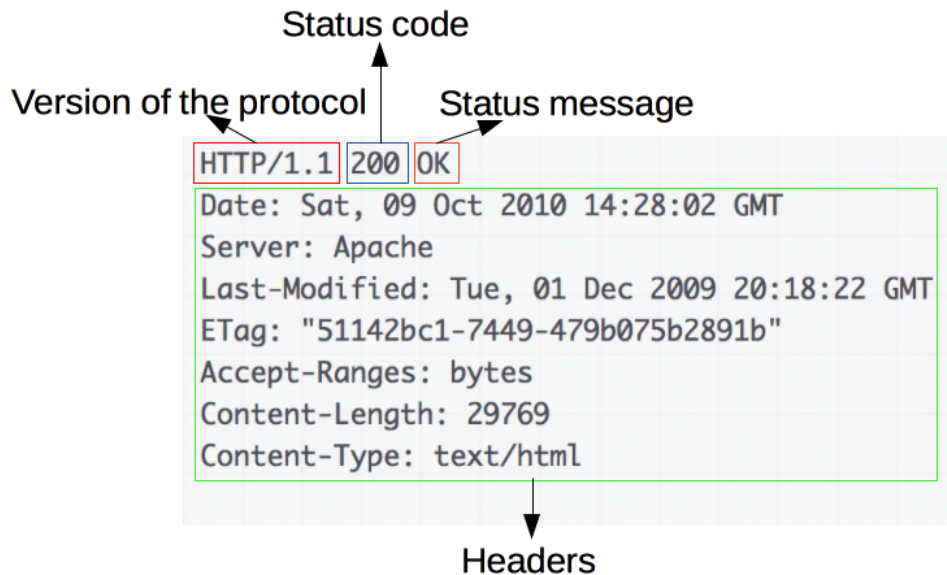 Status code
Version of the protocol
Status message
HTTP/1.1 200 OK
Date: Sat, 09 Oct 2010 14:28:02 GMT
Server: Apache
Last-Modified: Tue, 01 Dec 2009 20:18:22 GMT
ETag: "51142bc1-7449-479b075b2891b"
Accept-Ranges: bytes
Content-Length: 29769
Content-Type: text/html
Headers